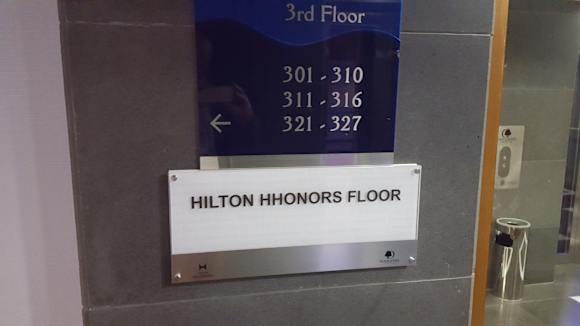 3rd Floor
301 - 310
311 - 316
← 321 - 327
HILTON HHONORS FLOOR